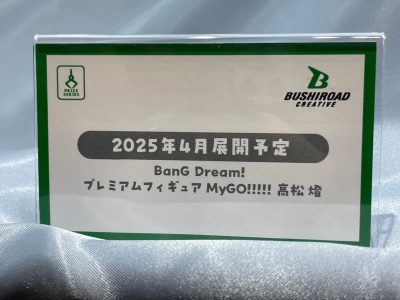 PRIZE
SERIES
BUSHIROAD
CREATIVE
2025年4月展開予定
BanG Dream!
プレミアムフィギュア MyGO!!!!! 高松 燈